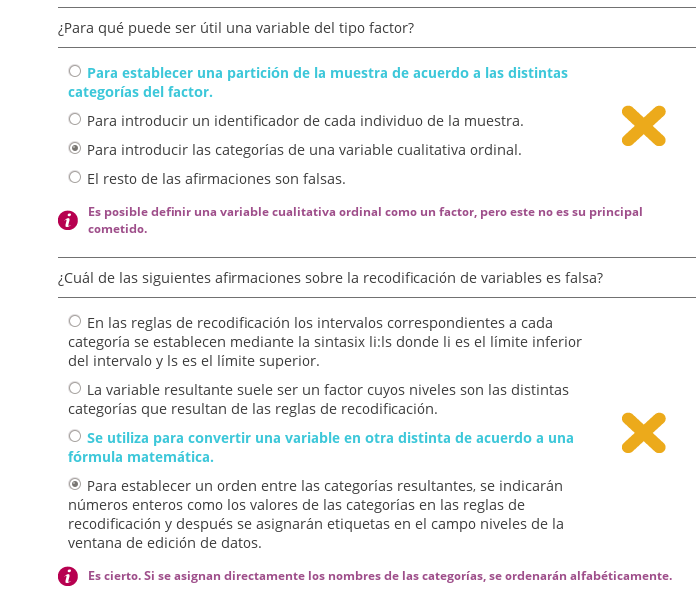 ¿Para qué puede ser útil una variable del tipo factor?
Para establecer una partición de la muestra de acuerdo a las distintas
categorías del factor.
Para introducir un identificador de cada individuo de la muestra.
Para introducir las categorías de una variable cualitativa ordinal.
El resto de las afirmaciones son falsas.
Es posible definir una variable cualitativa ordinal como un factor, pero este no es su principal
cometido.
¿Cuál de las siguientes afirmaciones sobre la recodificación de variables es falsa?
En las reglas de recodificación los intervalos correspondientes a cada
categoría se establecen mediante la sintasix li:ls donde li es el límite inferior
del intervalo y ls es el límite superior.
La variable resultante suele ser un factor cuyos niveles son las distintas
categorías que resultan de las reglas de recodificación.
Se utiliza para convertir una variable en otra distinta de acuerdo a una
fórmula matemática.
Para establecer un orden entre las categorías resultantes, se indicarán
números enteros como los valores de las categorías en las reglas de
recodificación y después se asignarán etiquetas en el campo niveles de la
ventana de edición de datos.
Es cierto. Si se asignan directamente los nombres de las categorías, se ordenarán alfabéticamente.